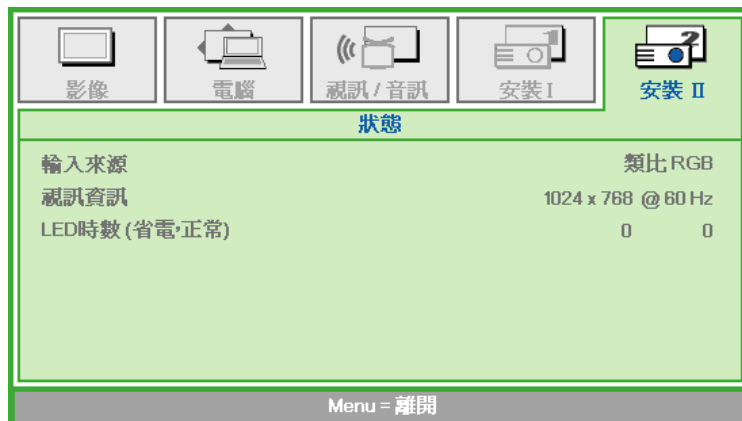 影像
電腦
視訊 / 音訊
安裝 I
安裝 II
狀態
輸入來源 類比 RGB
視訊資訊 1024 x 768 @ 60 Hz
LED時數 (省電,正常) 0 0
Menu = 離開